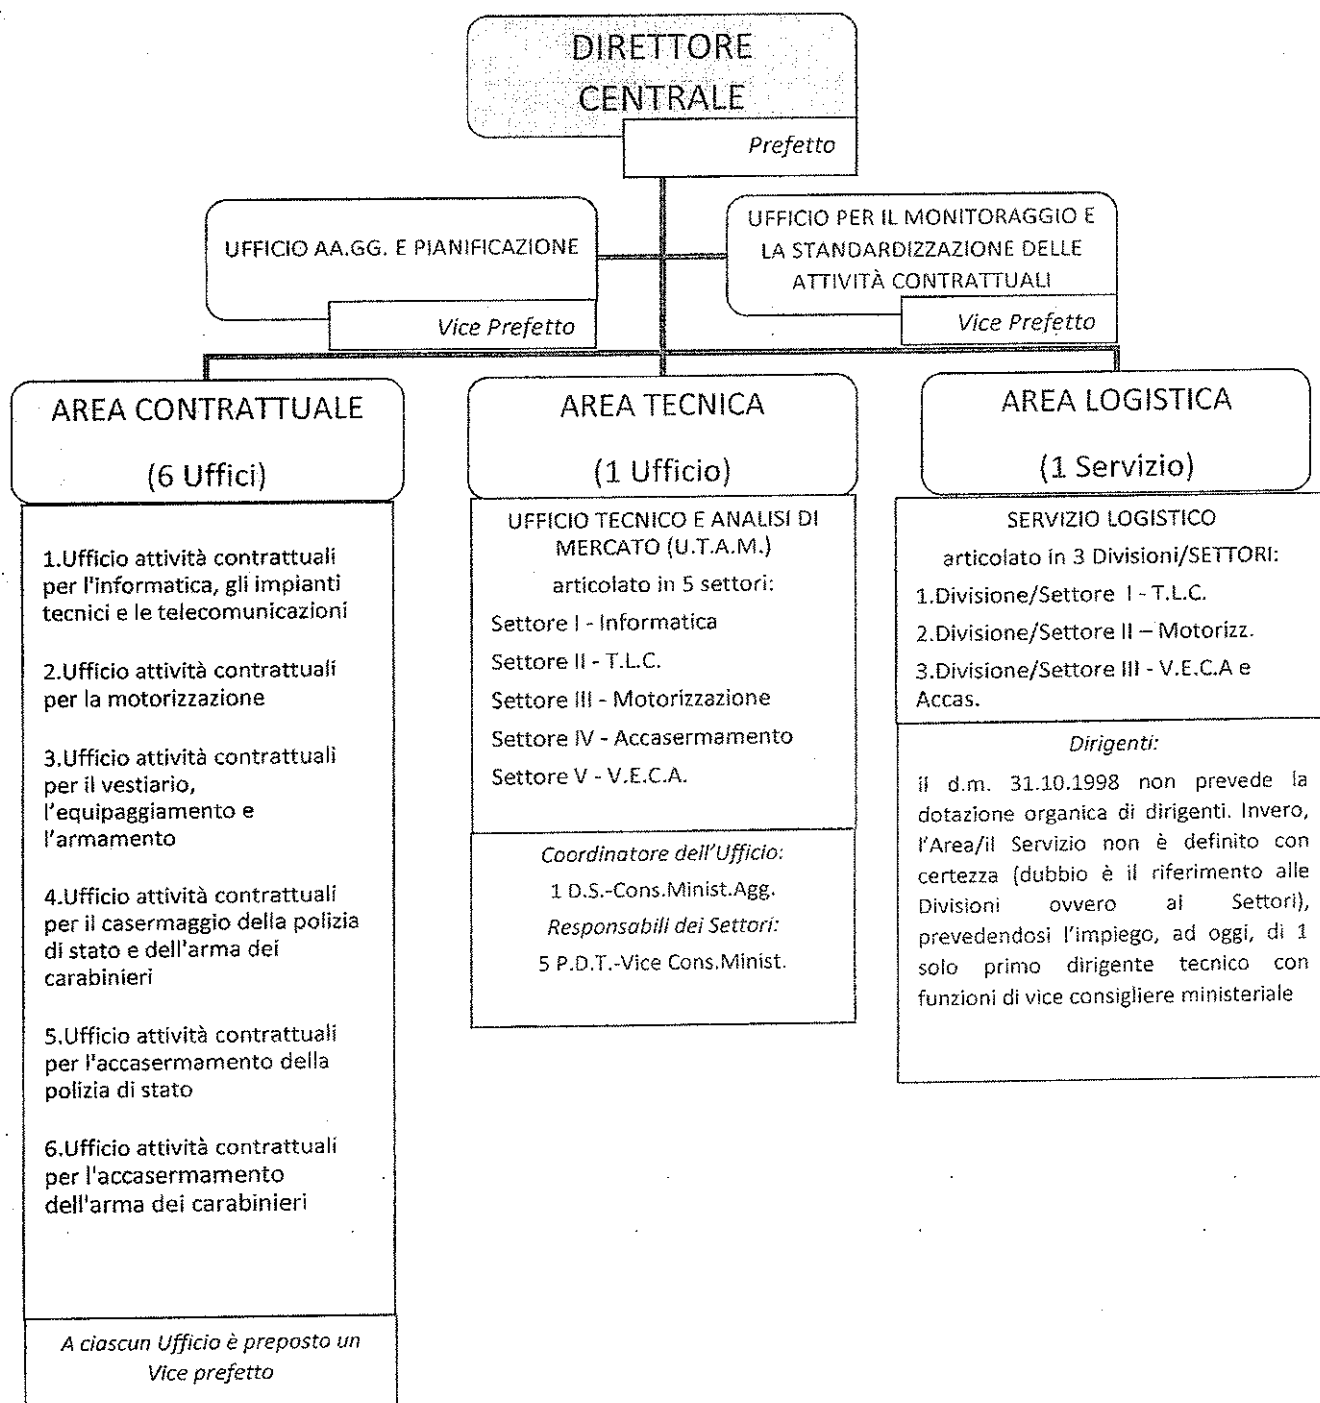 DIRETTORE
CENTRALE
Prefetto
UFFICIO AA.GG. E PIANIFICAZIONE
Vice Prefetto
UFFICIO PER IL MONITORAGGIO E
LA STANDARDIZZAZIONE DELLE
ATTIVITÀ CONTRATTUALI
Vice Prefetto
AREA CONTRATTUALE
(6 Uffici)
1.Ufficio attività contrattuali
per l'informatica, gli impianti
tecnici e le telecomunicazioni
2.Ufficio attività contrattuali
per la motorizzazione
3.Ufficio attività contrattuali
per il vestiario,
l'equipaggiamento e
l'armamento
4.Ufficio attività contrattuali
per il casermaggio della polizia
di stato e dell'arma dei
carabinieri
5.Ufficio attività contrattuali
per l'accasermamento della
polizia di stato
6.Ufficio attività contrattuali
per l'accasermamento
dell'arma dei carabinieri
A ciascun Ufficio è preposto un
Vice prefetto
AREA TECNICA
(1 Ufficio)
UFFICIO TECNICO E ANALISI DI
MERCATO (U.T.A.M.)
articolato in 5 settori:
Settore I - Informatica
Settore II - T.L.C.
Settore III - Motorizzazione
Settore IV - Accasermamento
Settore V - V.E.C.A.
Coordinatore dell'Ufficio:
1 D.S.-Cons.Minist.Agg.
Responsabili dei Settori:
5 P.D.T.-Vice Cons.Minist.
AREA LOGISTICA
(1 Servizio)
SERVIZIO LOGISTICO
articolato in 3 Divisioni/SETTORI:
1.Divisione/Settore I - T.L.C.
2.Divisione/Settore II – Motorizz.
3.Divisione/Settore III - V.E.C.A e
Accas.
Dirigenti:
il d.m. 31.10.1998 non prevede la
dotazione organica di dirigenti. Invero,
l'Area/il Servizio non è definito con
certezza (dubbio è il riferimento alle
Divisioni ovvero ai Settori),
prevedendosi l'impiego, ad oggi, di 1
solo primo dirigente tecnico con
funzioni di vice consigliere ministeriale